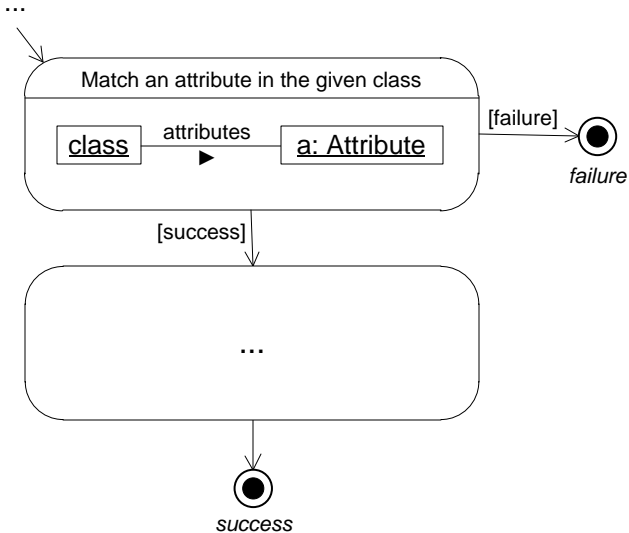 ...
Match an attribute in the given class
class
attributes
▶
a: Attribute
[failure]
failure
[success]
...
success